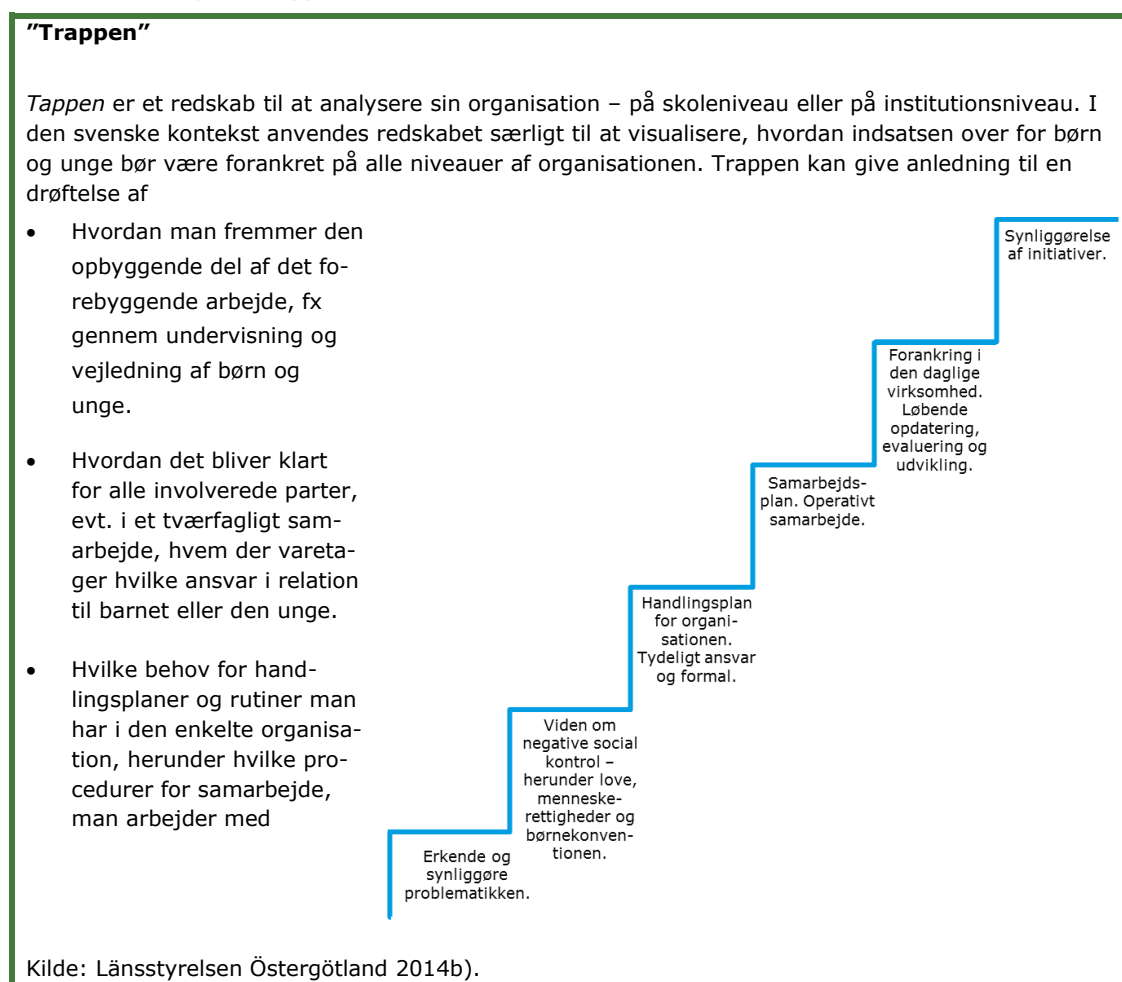 ”Trappen”
Tappen er et redskab til at analysere sin organisation – på skoleniveau eller på institutionsniveau. I
den svenske kontekst anvendes redskabet særligt til at visualisere, hvordan indsatsen over for børn
og unge bør være forankret på alle niveauer af organisationen. Trappen kan give anledning til en
drøftelse af
• Hvordan man fremmer den
opbyggende del af det fo-
rebyggende arbejde, fx
gennem undervisning og
vejledning af børn og
unge.
• Hvordan det bliver klart
for alle involverede parter,
evt. i et tværfagligt sam-
arbejde, hvem der vareta-
ger hvilke ansvar i relation
til barnet eller den unge.
• Hvilke behov for hand-
lingsplaner og rutiner man
har i den enkelte organisa-
tion, herunder hvilke pro-
cedurer for samarbejde,
man arbejder med
Erkende og
synliggøre
problematikken.
Viden om
negative social
kontrol –
herunder love,
menneske-
rettigheder og
børnekonven-
tionen.
Handlingsplan
for organi-
sationen.
Tydeligt ansvar
og formal.
Samarbejds-
plan. Operativt
samarbejde.
Forankring i
den daglige
virksomhed.
Løbende
opdatering,
evaluering og
udvikling.
Synliggørelse
af initiativer.
Kilde: Länsstyrelsen Östergötland 2014b).